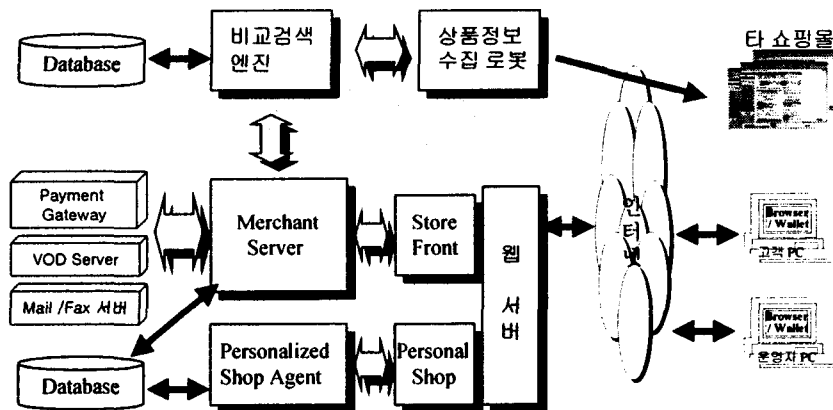 타 쇼핑몰
Database
비교검색
엔진
상품정보
수집 로봇
Payment
Gateway
VOD Server
Mail /Fax 서버
Merchant
Server
Store
Front
웹 서버
인터넷
Browser
/ Wallet
고객 PC
Browser
/ Wallet
운영자 PC
Database
Personalized
Shop Agent
Personal
Shop